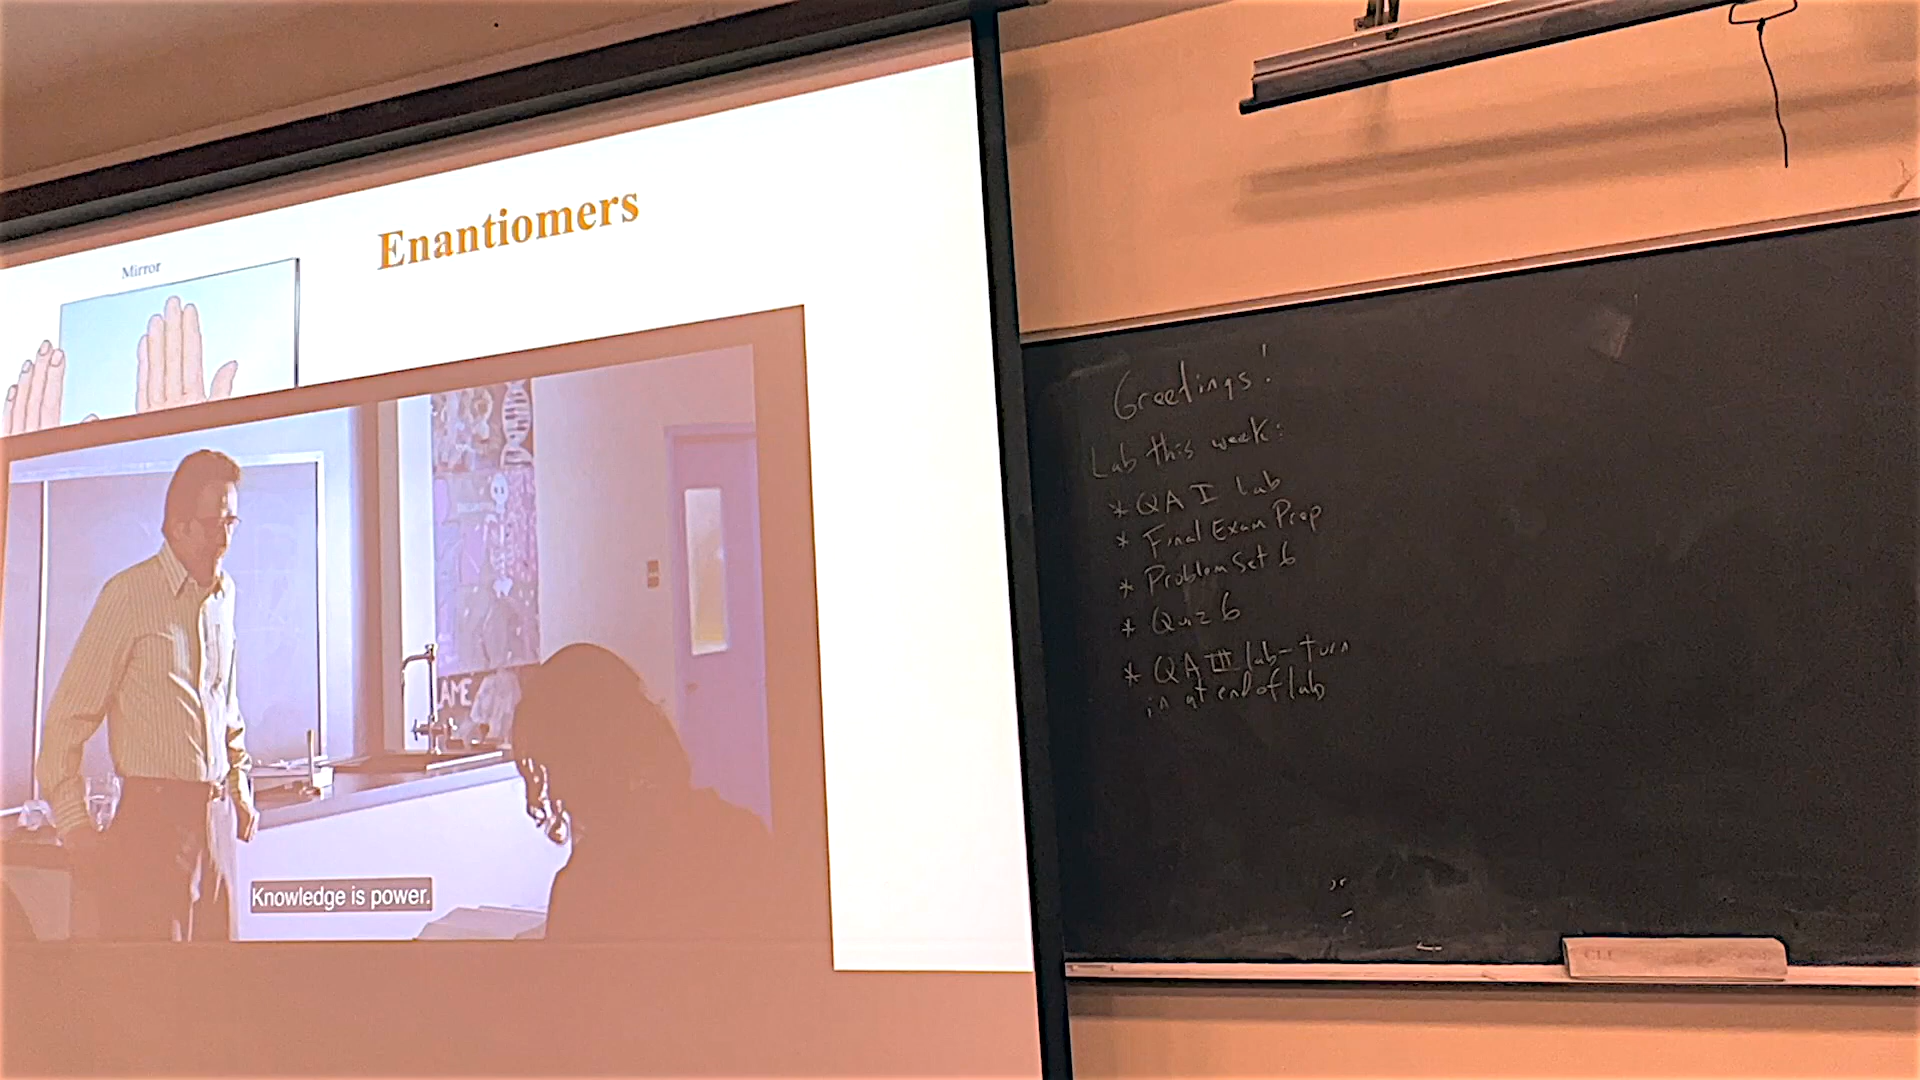 Enantiomers
Mirror
AME
Knowledge is power.
Greetings!
Lab this week:
* QA I lab
* Final Exam Prep
* Problem Set 6
* Quiz 6
* QA III lab - turn
in at end of lab